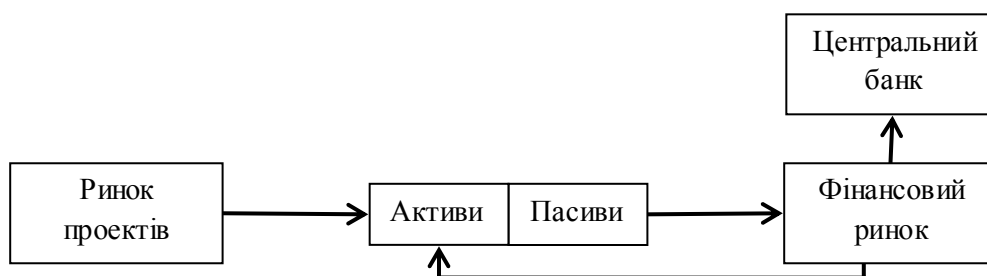 Центральний
банк
Ринок
проектів
Активи
Пасиви
Фінансовий
ринок